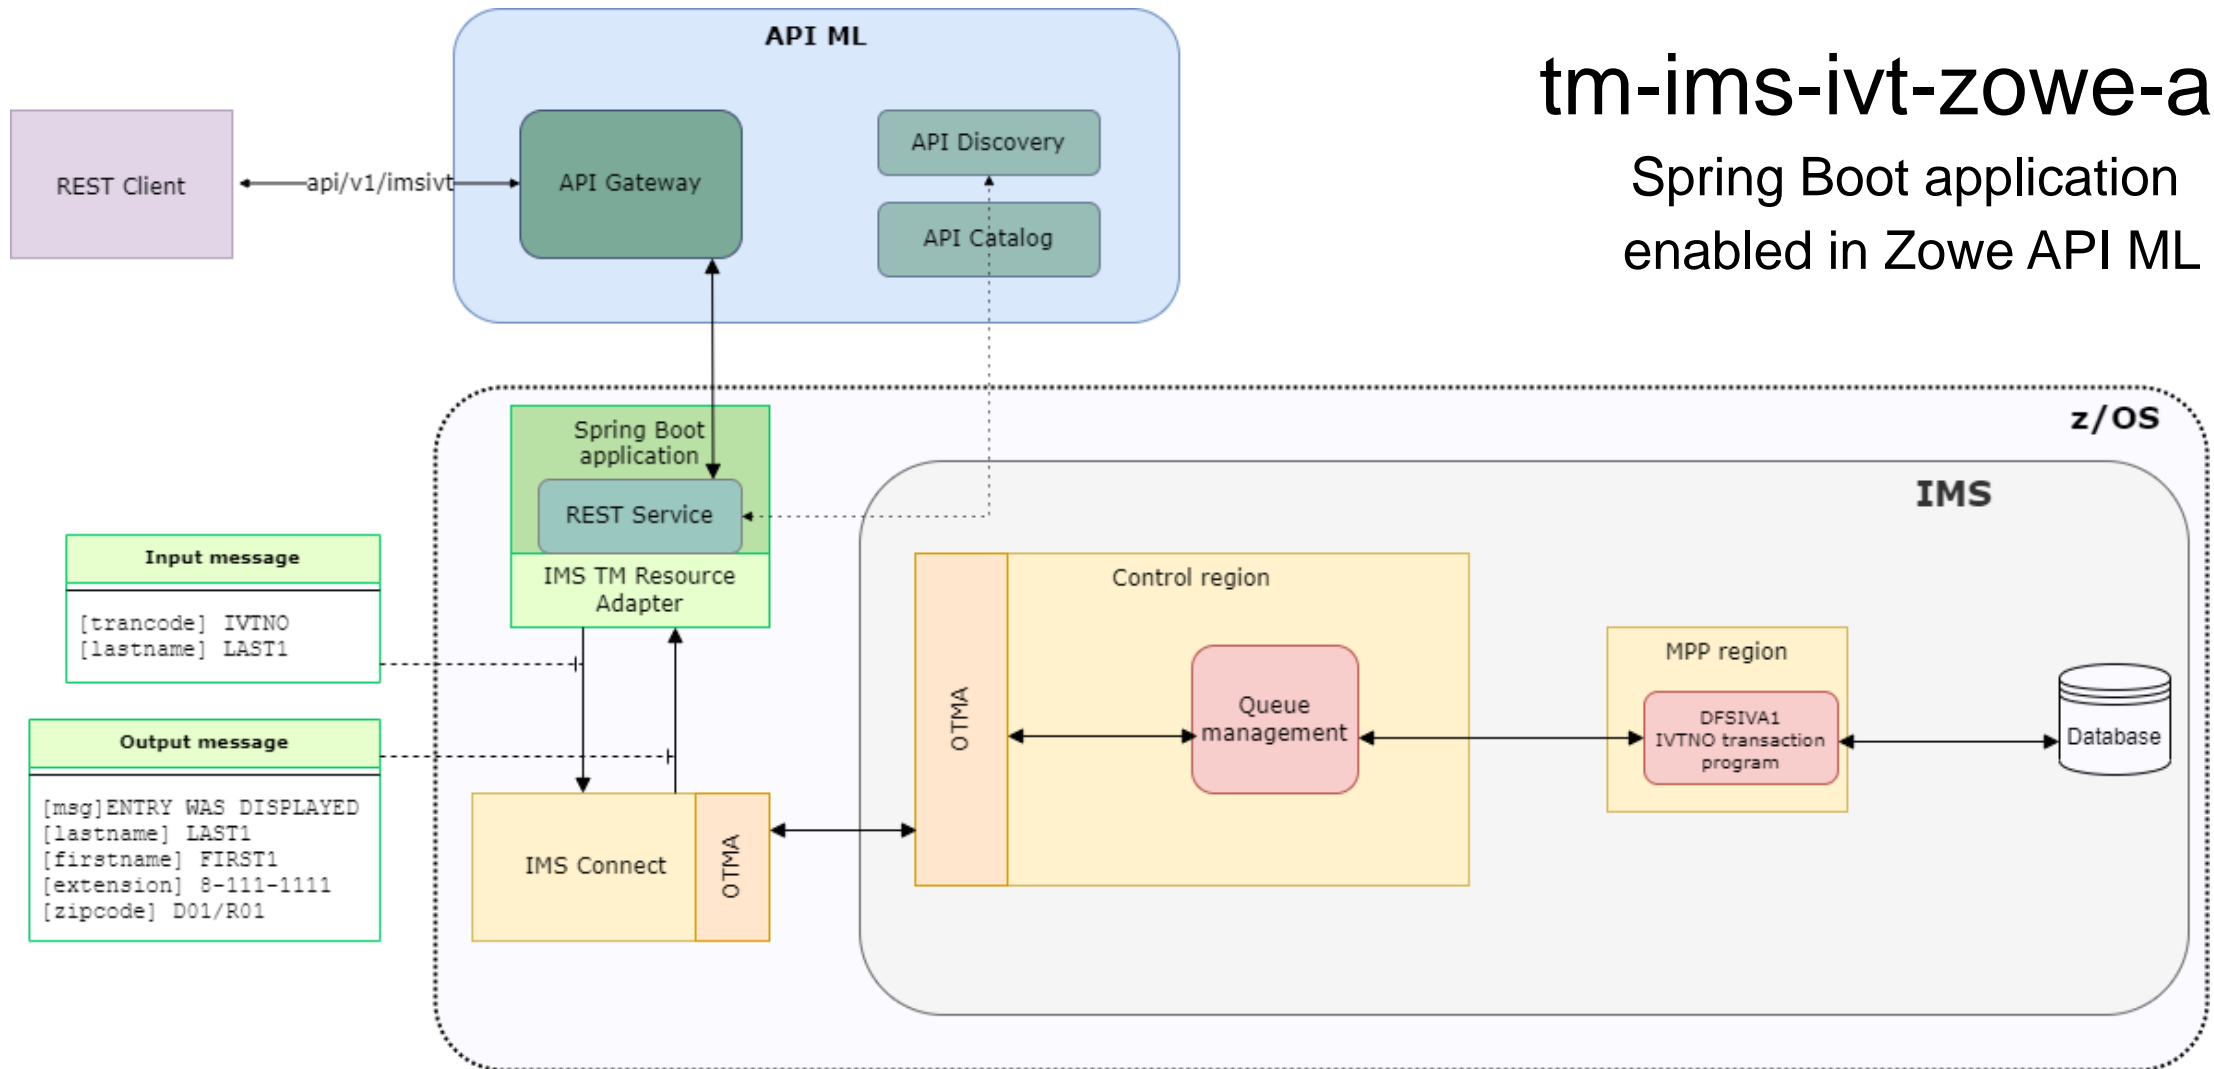 API ML
tm-ims-ivt-zowe-a
Spring Boot application
enabled in Zowe API ML
REST Client
api/v1/imsivt
API Gateway
API Discovery
API Catalog
z/OS
Spring Boot
application
REST Service
IMS TM Resource
Adapter
IMS
Input message
[trancode] IVTNO
[lastname] LAST1
Output message
[msg]ENTRY WAS DISPLAYED
[lastname] LAST1
[firstname] FIRST1
[extension] 8-111-1111
[zipcode] D01/R01
IMS Connect
OTMA
OTMA
Control region
Queue
management
MPP region
DFSIVA1
IVTNO transaction
program
Database